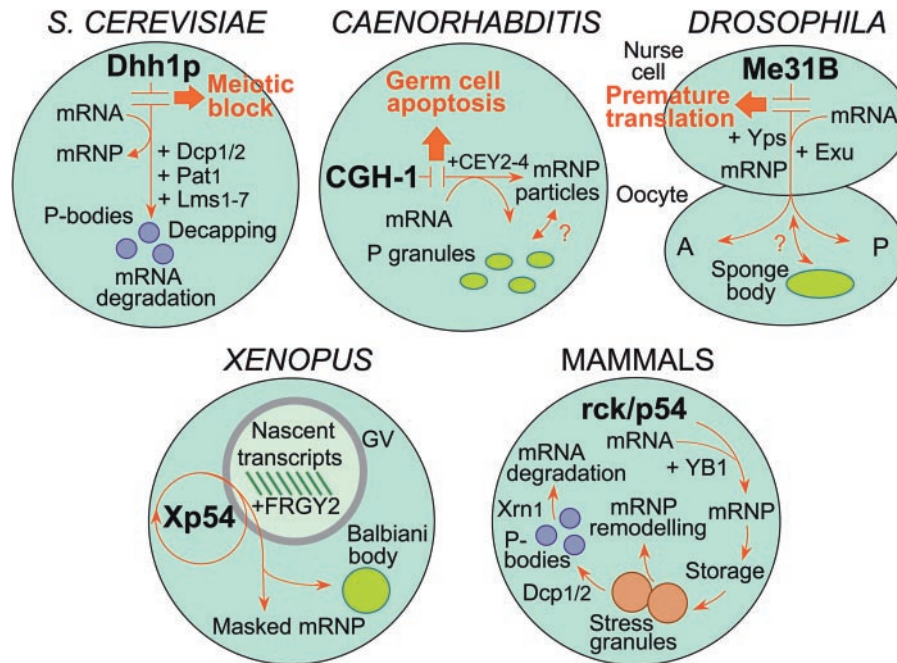 S. CEREVISIAE
Dhh1p
Meiotic
block
mRNA
mRNP
+ Dcp1/2
+ Pat1
+ Lms1-7
P-bodies
Decapping
mRNA
degradation
CAENORHABDITIS
Germ cell
apoptosis
CGH-1
+CEY2-4
mRNP
particles
mRNA
?
P granules
DROSOPHILA
Nurse
cell
Me31B
Premature
translation
mRNA
+ Yps
+ Exu
mRNP
Oocyte
A
?
P
Sponge
body
XENOPUS
Nascent
transcripts
GV
+FRGY2
Xp54
Balbiani
body
Masked mRNP
MAMMALS
rck/p54
mRNA
+ YB1
mRNA
degradation
Xrn1
mRNP
remodelling
mRNP
P-
bodies
Storage
Dcp1/2
Stress
granules